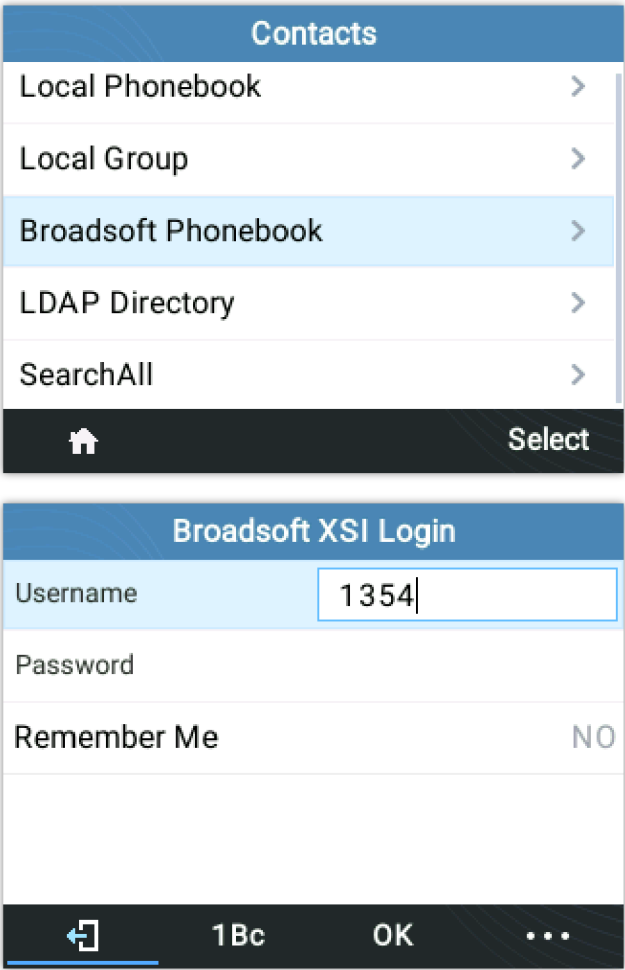 Contacts
Local Phonebook
Local Group
Broadsoft Phonebook
LDAP Directory
SearchAll
Select
Broadsoft XSI Login
Username 1354
Password
Remember Me NO
1Bc OK ...